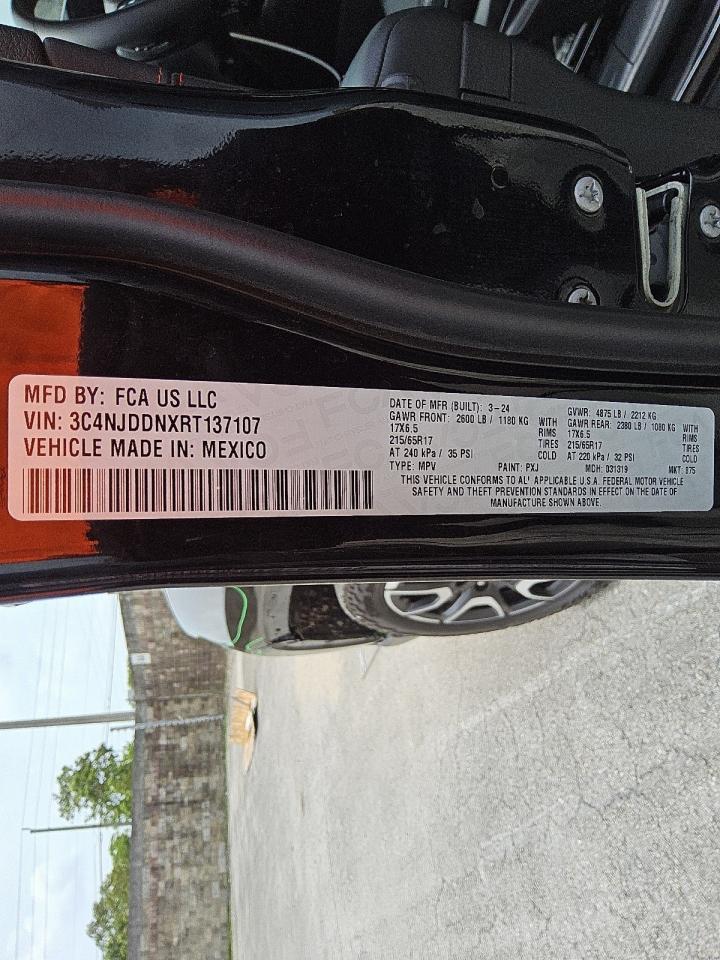 MFD BY: FCA US LLC
VIN: 3C4NJDDNXRT137107
VEHICLE MADE IN: MEXICO
DATE OF MFR (BUILT): 3-24
GAWR FRONT: 2600 LB / 1180 KG WITH
17X6.5 RIMS
215/65R17 TIRES
AT 240 kPa / 35 PSI COLD
TYPE: MPV PAINT: PXJ
GVWR: 4875 LB / 2212 KG
GAWR REAR: 2380 LB / 1080 KG WITH
17X6.5 RIMS
215/65R17 TIRES
AT 220 kPa / 32 PSI COLD
MDH: 031319 MKT: 875
THIS VEHICLE CONFORMS TO AL' APPLICABLE U.S.A. FEDERAL MOTOR VEHICLE
SAFETY AND THEFT PREVENTION STANDARDS IN EFFECT ON THE DATE OF
MANUFACTURE SHOWN ABOVE.